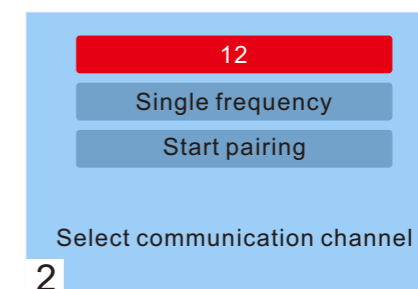 12
Single frequency
Start pairing
Select communication channel
2